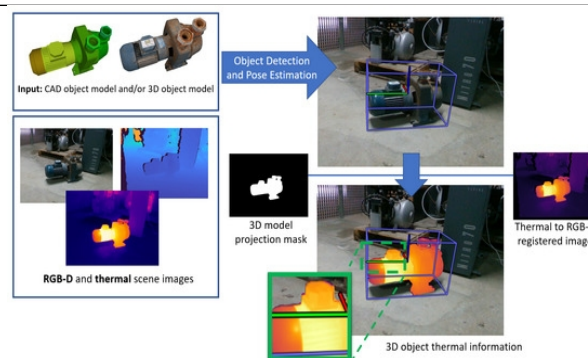 Input: CAD object model and/or 3D object model
Object Detection
and Pose Estimation
RGB-D and thermal scene images
3D model
projection mask
Thermal to RGB-
registered image
3D object thermal information